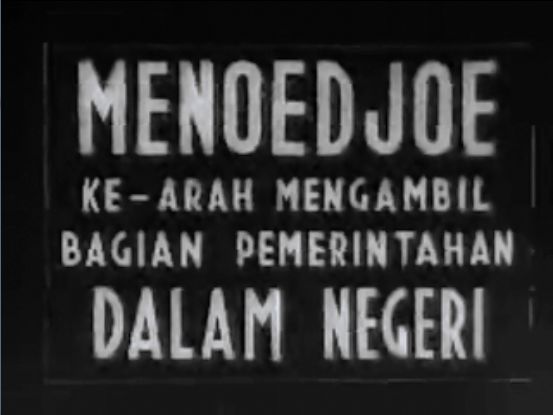 MENOEDJOE
KE-ARAH MENGAMBIL
BAGIAN PEMERINTAHAN
DALAM NEGERI